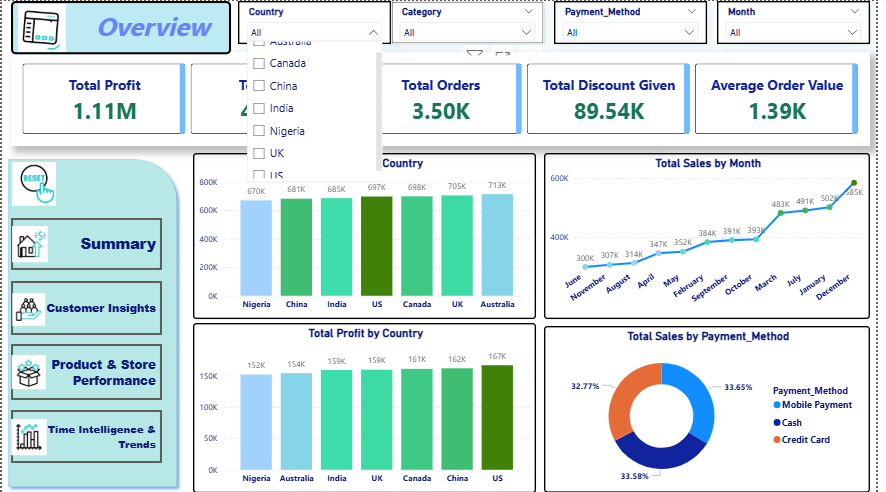 Overview
Country
All
Category
All
Payment_Method
All
Month
All
Australia
Canada
China
India
Nigeria
UK
US
Total Profit
1.11M
Total Orders
3.50K
Total Discount Given
89.54K
Average Order Value
1.39K
RESET
Summary
Customer Insights
Product & Store
Performance
Time Intelligence &
Trends
Country
800K
600K
400K
200K
0K
670K
681K
685K
697K
698K
705K
713K
Nigeria
China
India
US
Canada
UK
Australia
Total Sales by Month
600K
400K
300K
307K
314K
347K
352K
384K
391K
393K
483K
491K
502K
585K
June
November
August
April
May
February
September
October
March
July
January
December
Total Profit by Country
150K
100K
50K
0K
152K
154K
159K
159K
161K
162K
167K
Nigeria
Australia
India
UK
Canada
China
US
Total Sales by Payment_Method
32.77%
33.65%
33.58%
Payment_Method
Mobile Payment
Cash
Credit Card